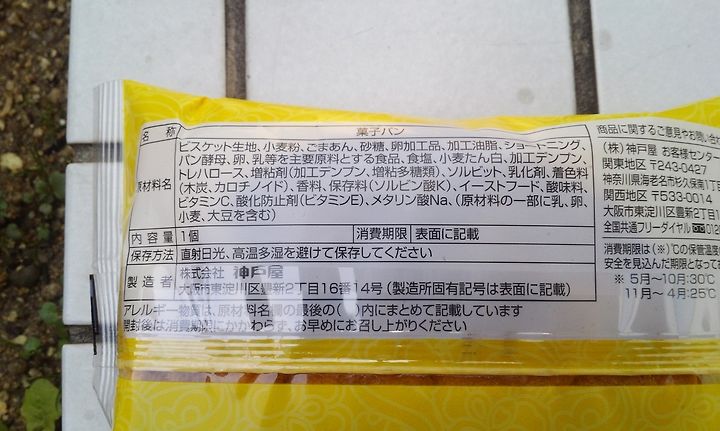 名 称 菓子パン
原材料名
ビスケット生地、小麦粉、ごまあん、砂糖、卵加工品、加工油脂、ショートニング、
パン酵母、卵、乳等を主要原料とする食品、食塩、小麦たん白、加工デンプン、
トレハロース、増粘剤(加工デンプン、増粘多糖類)、ソルビット、乳化剤、着色料
(木炭、カロチノイド)、香料、保存料(ソルビン酸K)、イーストフード、酸味料、
ビタミンC、酸化防止剤(ビタミンE)、メタリン酸Na、(原材料の一部に乳、卵、
小麦、大豆を含む)
内 容 量 1個 消費期限 表面に記載
保存方法 直射日光、高温多湿を避けて保存してください
製 造 者 株式会社 神戸屋
大阪市東淀川区豊新2丁目16番14号(製造所固有記号は表面に記載)
アレルギー物質は、原材料名欄の最後の( )内にまとめて記載しています
開封後は消費期限にかかわらず、お早めにお召し上がりください
商品に関するご意見やお問い合わ
(株)神戸屋 お客様センター
関東地区 〒243-0427
神奈川県海老名市杉久保南1丁
関西地区 〒533-0014
大阪市東淀川区豊新2丁目1
全国共通フリーダイヤル 0120
消費期限は(※)での保管温度
安全を見込んだ期限となってお
※ 5月~10月:30℃
11月~ 4月:25℃